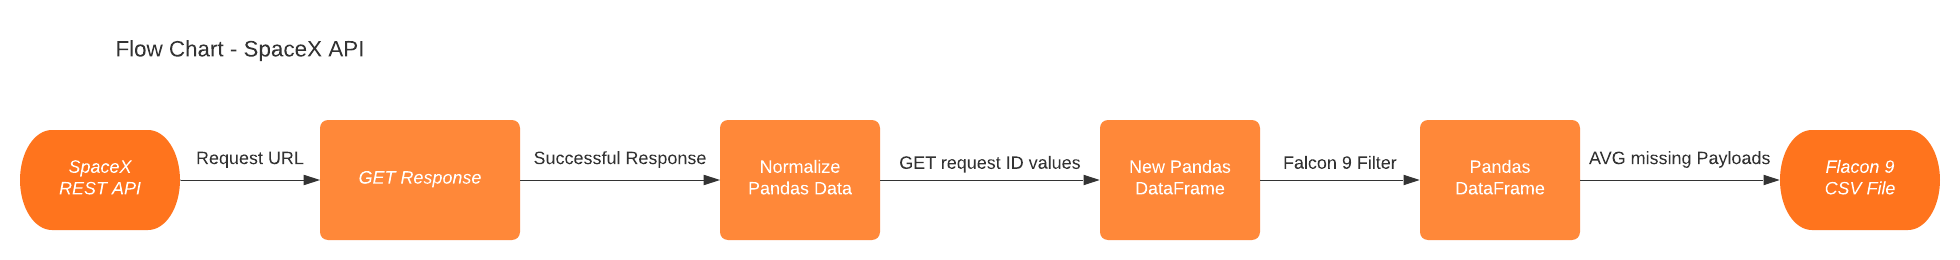 Flow Chart - SpaceX API
SpaceX
REST API
Request URL
GET Response
Successful Response
Normalize
Pandas Data
GET request ID values
New Pandas
DataFrame
Falcon 9 Filter
Pandas
DataFrame
AVG missing Payloads
Flacon 9
CSV File